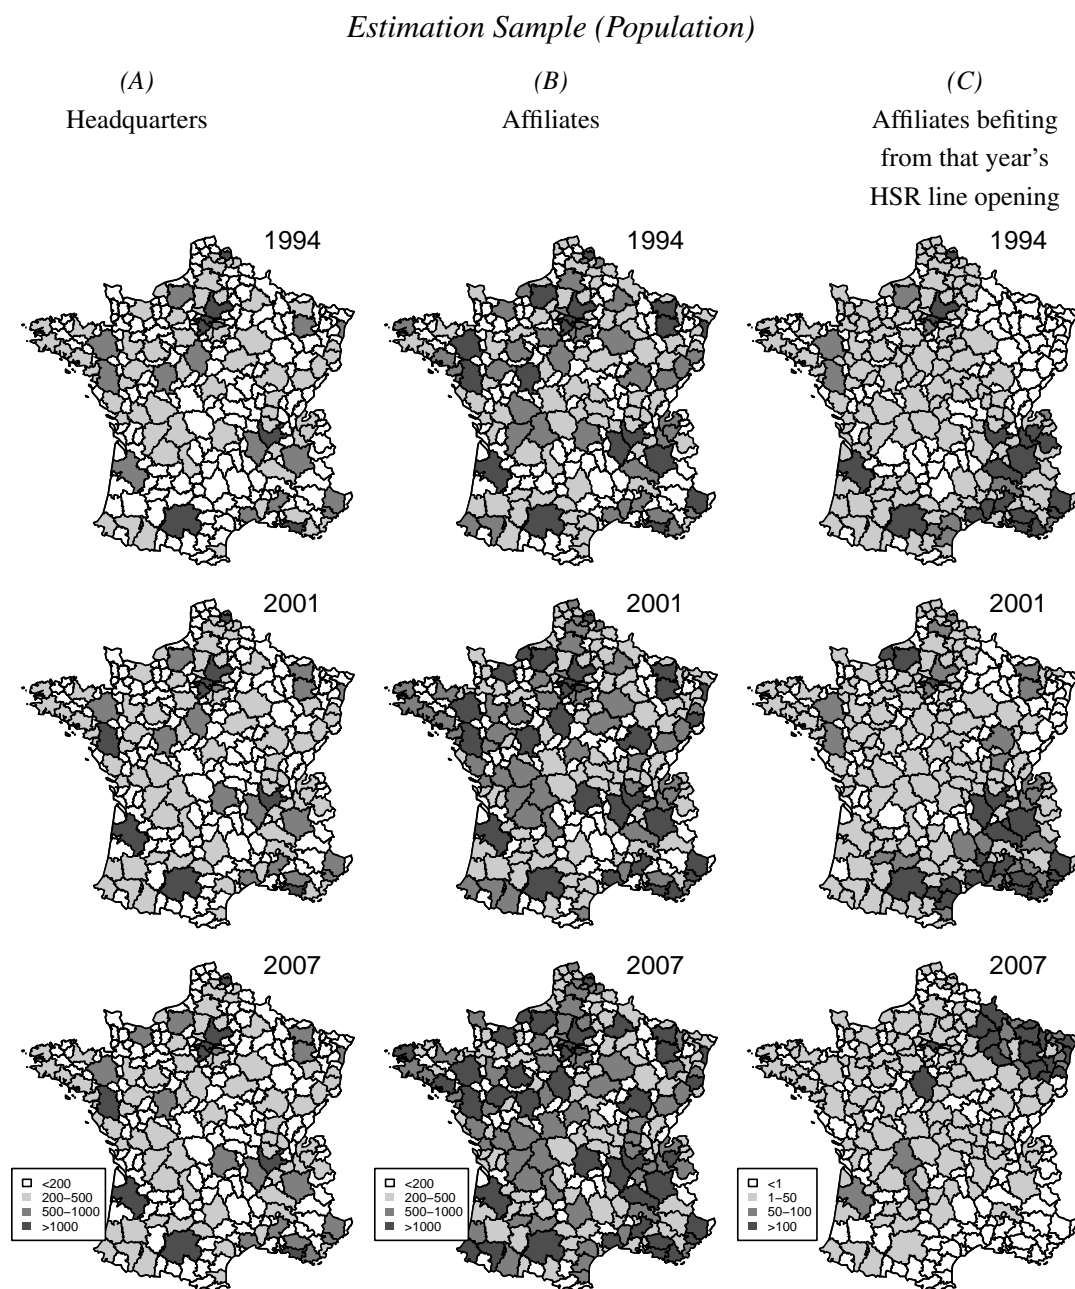 Estimation Sample (Population)
(A)
Headquarters
(B)
Affiliates
(C)
Affiliates befiting
from that year's
HSR line opening
1994
1994
1994
2001
2001
2001
2007
2007
2007
<200
200–500
500–1000
>1000
<200
200–500
500–1000
>1000
<1
1–50
50–100
>100